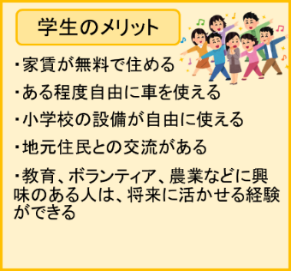 学生のメリット
・家賃が無料で住める
・ある程度自由に車を使える
・小学校の設備が自由に使える
・地元住民との交流がある
・教育、ボランティア、農業などに興
味のある人は、将来に活かせる経験
ができる